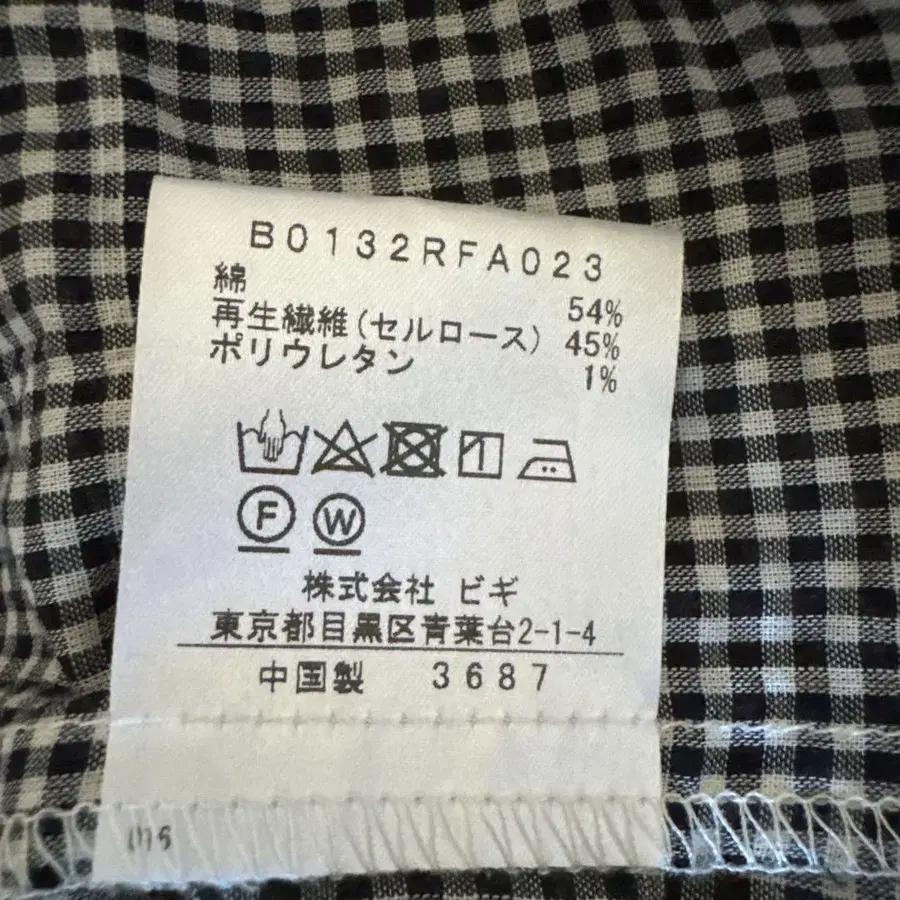 B0132RFA023
綿 54%
再生繊維(セルロース) 45%
ポリウレタン 1%
F W
株式会社 ビギ
東京都目黒区青葉台2-1-4
中国製 3687